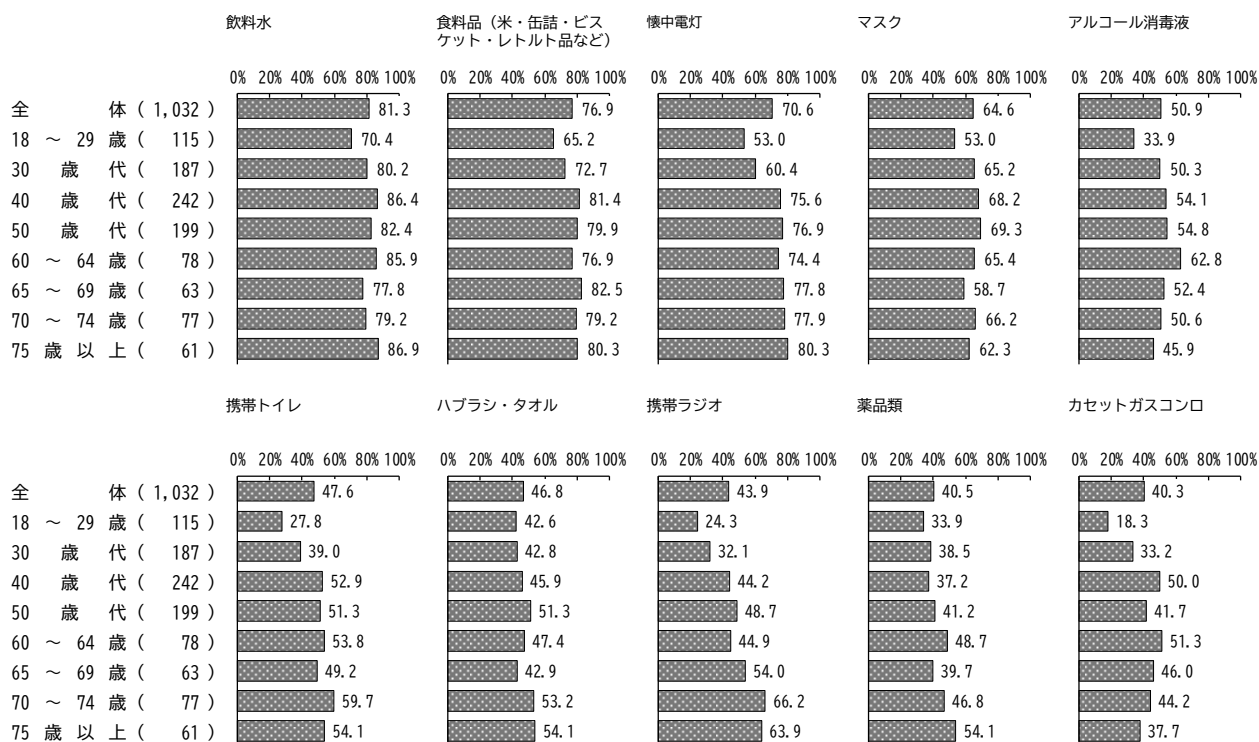 飲料水 食料品（米・缶詰・ビス 懐中電灯 マスク アルコール消毒液
ケット・レトルト品など）
0% 20% 40% 60% 80% 100% 0% 20% 40% 60% 80% 100% 0% 20% 40% 60% 80% 100% 0% 20% 40% 60% 80% 100% 0% 20% 40% 60% 80% 100%
全 体 ( 1,032 ) 81.3 76.9 70.6 64.6 50.9
18 ～ 29 歳 ( 115 ) 70.4 65.2 53.0 53.0 33.9
30 歳 代 ( 187 ) 80.2 72.7 60.4 65.2 50.3
40 歳 代 ( 242 ) 86.4 81.4 75.6 68.2 54.1
50 歳 代 ( 199 ) 82.4 79.9 76.9 69.3 54.8
60 ～ 64 歳 ( 78 ) 85.9 76.9 74.4 65.4 62.8
65 ～ 69 歳 ( 63 ) 77.8 82.5 77.8 58.7 52.4
70 ～ 74 歳 ( 77 ) 79.2 79.2 77.9 66.2 50.6
75 歳 以 上 ( 61 ) 86.9 80.3 80.3 62.3 45.9
携帯トイレ ハブラシ・タオル 携帯ラジオ 薬品類 カセットガスコンロ
0% 20% 40% 60% 80% 100% 0% 20% 40% 60% 80% 100% 0% 20% 40% 60% 80% 100% 0% 20% 40% 60% 80% 100% 0% 20% 40% 60% 80% 100%
全 体 ( 1,032 ) 47.6 46.8 43.9 40.5 40.3
18 ～ 29 歳 ( 115 ) 27.8 42.6 24.3 33.9 18.3
30 歳 代 ( 187 ) 39.0 42.8 32.1 38.5 33.2
40 歳 代 ( 242 ) 52.9 45.9 44.2 37.2 50.0
50 歳 代 ( 199 ) 51.3 51.3 48.7 41.2 41.7
60 ～ 64 歳 ( 78 ) 53.8 47.4 44.9 48.7 51.3
65 ～ 69 歳 ( 63 ) 49.2 42.9 54.0 39.7 46.0
70 ～ 74 歳 ( 77 ) 59.7 53.2 66.2 46.8 44.2
75 歳 以 上 ( 61 ) 54.1 54.1 63.9 54.1 37.7